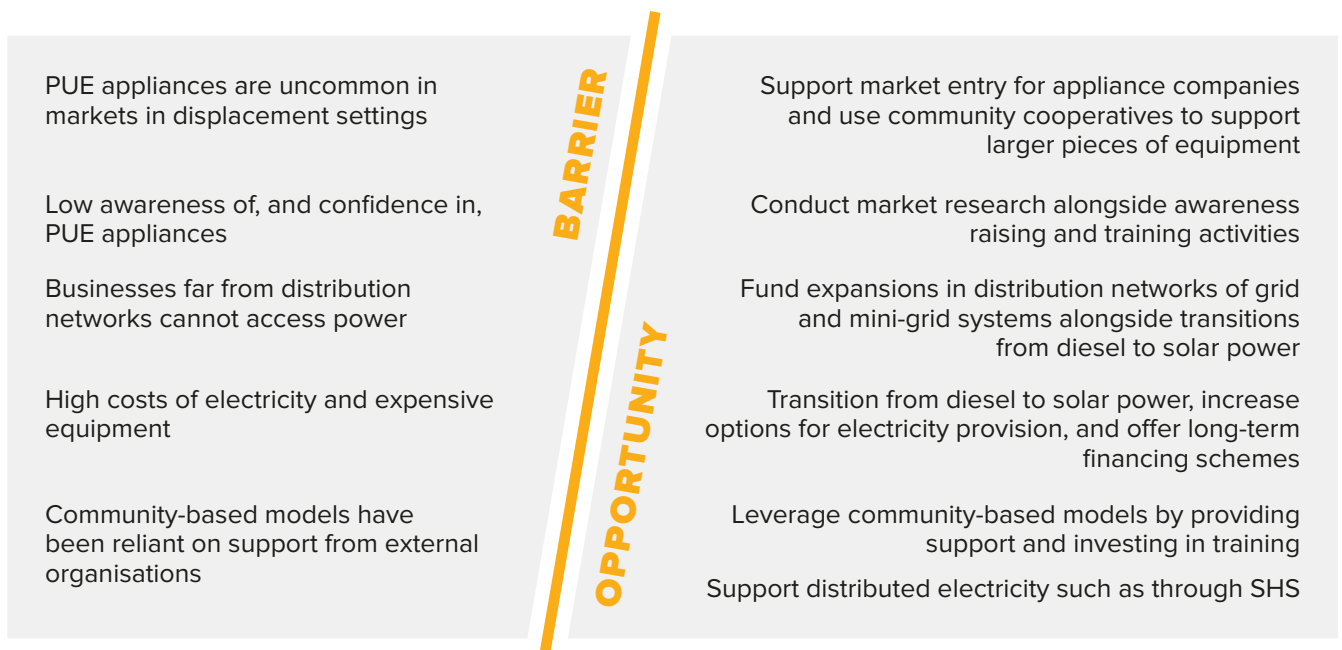 PUE appliances are uncommon in
markets in displacement settings
Low awareness of, and confidence in,
PUE appliances
Businesses far from distribution
networks cannot access power
High costs of electricity and expensive
equipment
Community-based models have
been reliant on support from external
organisations
BARRIER
OPPORTUNITY
Support market entry for appliance companies
and use community cooperatives to support
larger pieces of equipment
Conduct market research alongside awareness
raising and training activities
Fund expansions in distribution networks of grid
and mini-grid systems alongside transitions
from diesel to solar power
Transition from diesel to solar power, increase
options for electricity provision, and offer long-term
financing schemes
Leverage community-based models by providing
support and investing in training
Support distributed electricity such as through SHS